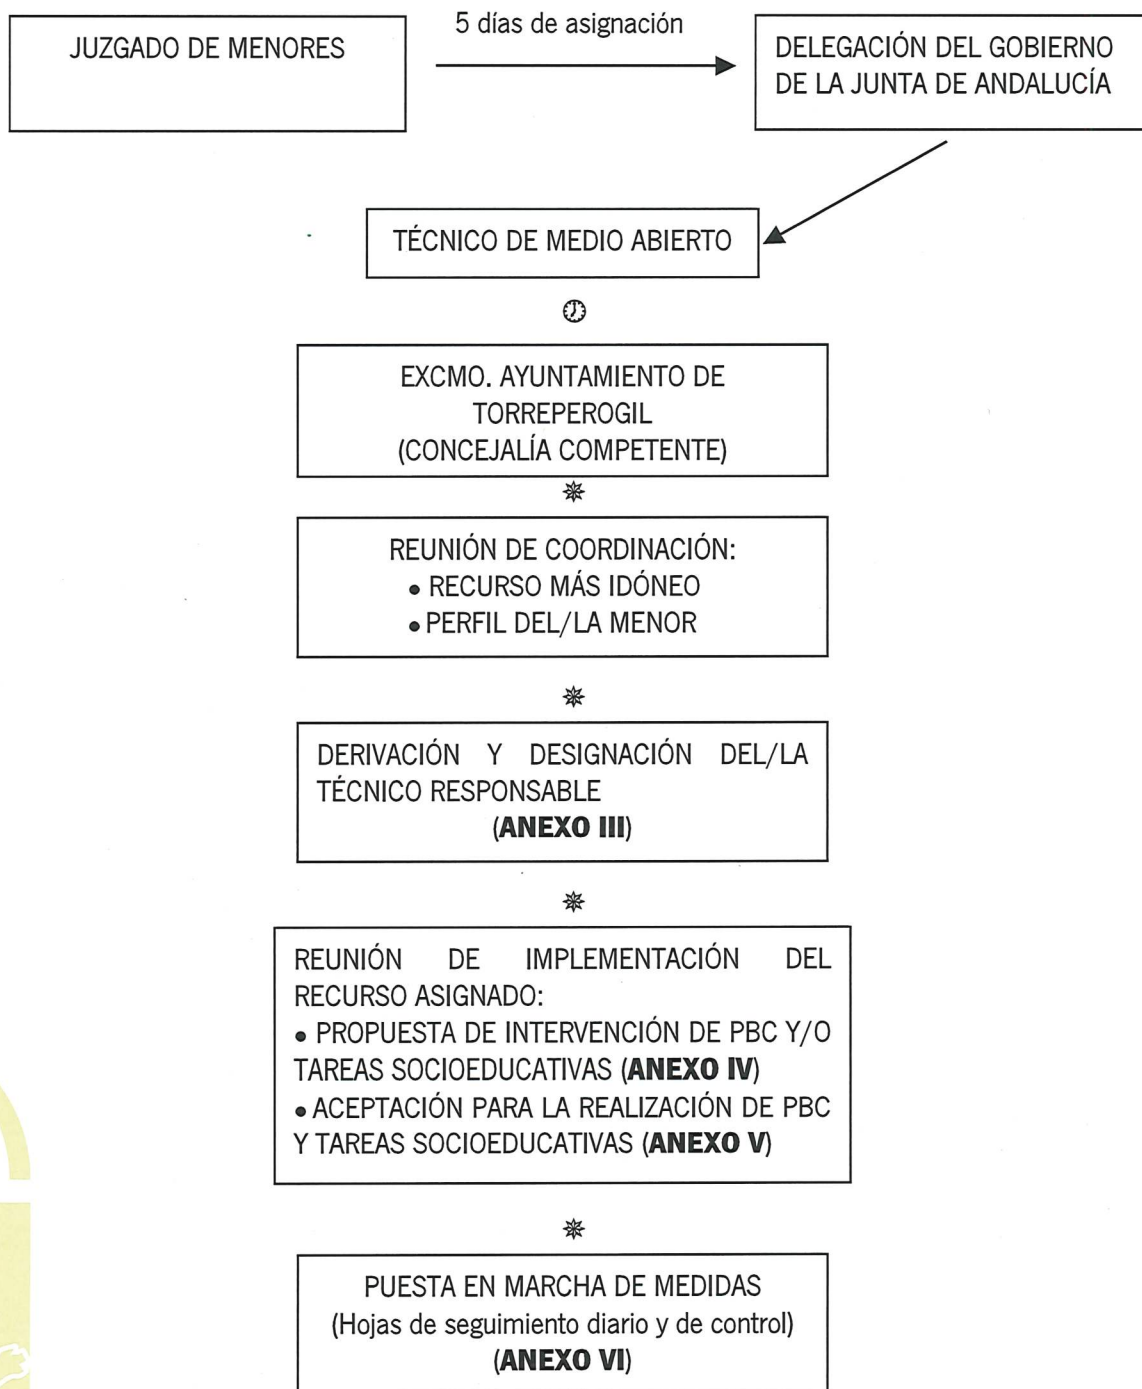 JUZGADO DE MENORES
5 días de asignación
DELEGACIÓN DEL GOBIERNO
DE LA JUNTA DE ANDALUCÍA
TÉCNICO DE MEDIO ABIERTO
EXCMO. AYUNTAMIENTO DE
TORREPEROGIL
(CONCEJALÍA COMPETENTE)
REUNIÓN DE COORDINACIÓN:
• RECURSO MÁS IDÓNEO
• PERFIL DEL/LA MENOR
DERIVACIÓN Y DESIGNACIÓN DEL/LA
TÉCNICO RESPONSABLE
(ANEXO III)
REUNIÓN DE IMPLEMENTACIÓN DEL
RECURSO ASIGNADO:
• PROPUESTA DE INTERVENCIÓN DE PBC Y/O
TAREAS SOCIOEDUCATIVAS (ANEXO IV)
• ACEPTACIÓN PARA LA REALIZACIÓN DE PBC
Y TAREAS SOCIOEDUCATIVAS (ANEXO V)
PUESTA EN MARCHA DE MEDIDAS
(Hojas de seguimiento diario y de control)
(ANEXO VI)